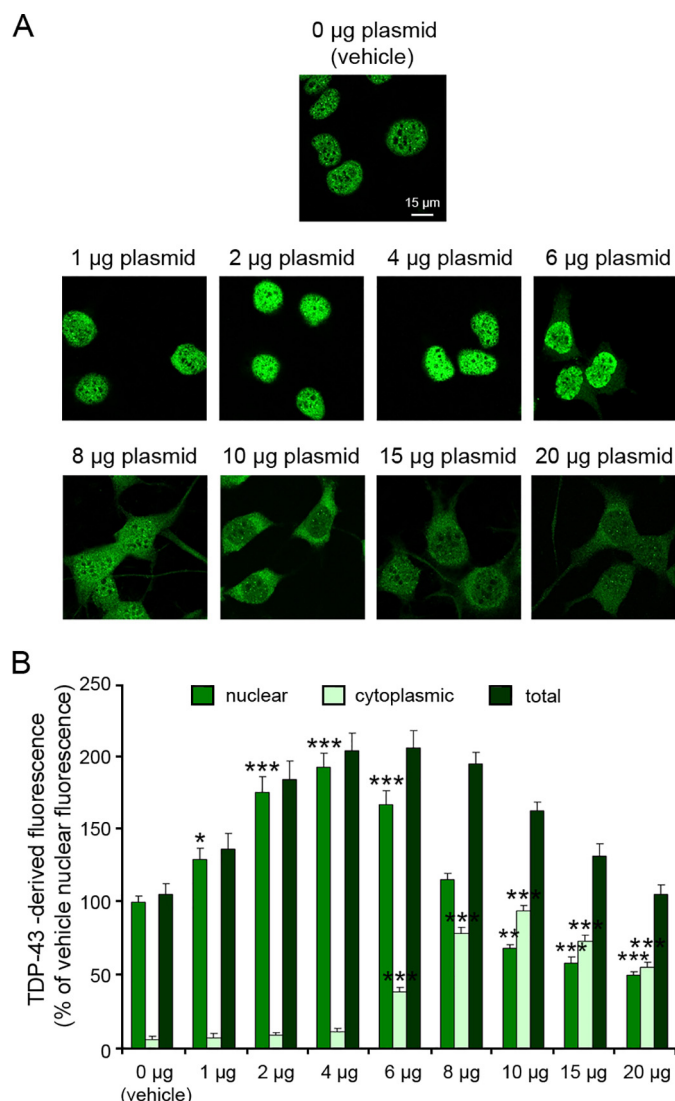 A
0 µg plasmid
(vehicle)
15 µm
1 µg plasmid
2 µg plasmid
4 µg plasmid
6 µg plasmid
8 µg plasmid
10 µg plasmid
15 µg plasmid
20 µg plasmid
B
TDP-43 -derived fluorescence
(% of vehicle nuclear fluorescence)
250
200
150
100
50
0
nuclear
cytoplasmic
total
*
***
***
***
***
***
**
***
***
***
***
***
0 µg
(vehicle)
1 µg
2 µg
4 µg
6 µg
8 µg
10 µg
15 µg
20 µg